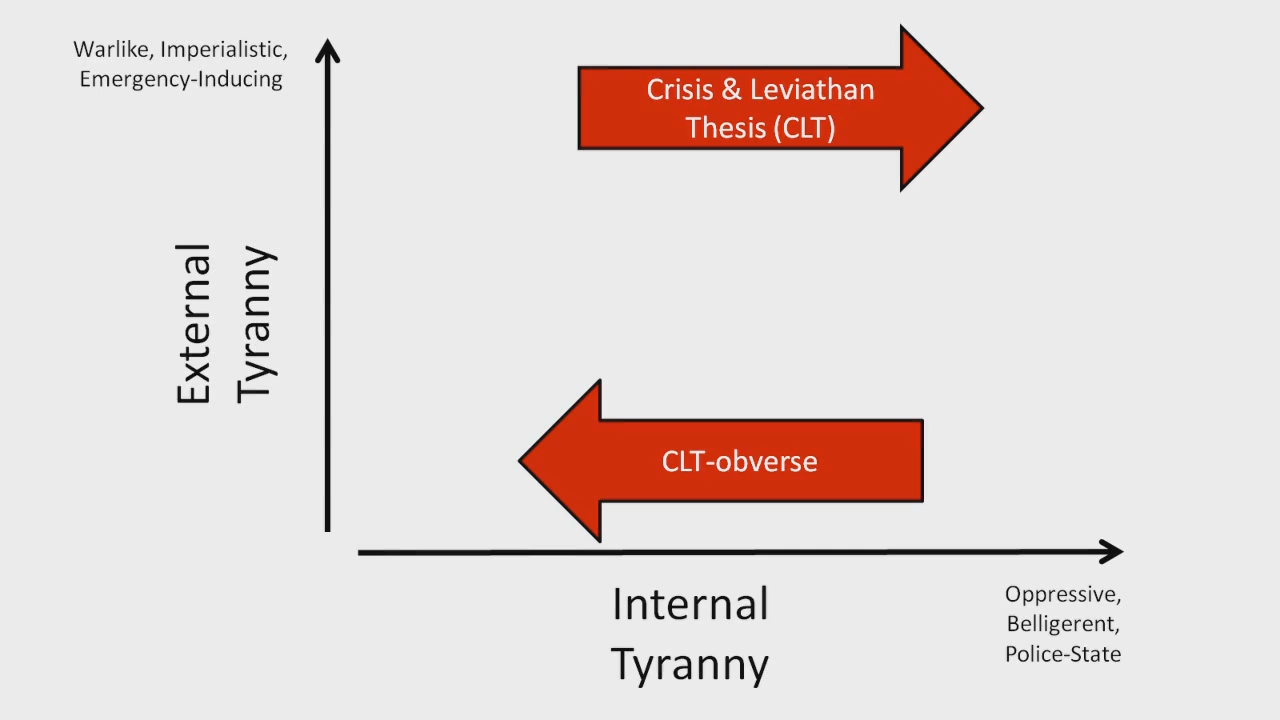 Warlike, Imperialistic,
Emergency-Inducing
Crisis & Leviathan
Thesis (CLT)
External
Tyranny
CLT-obverse
Internal
Tyranny
Oppressive,
Belligerent,
Police-State